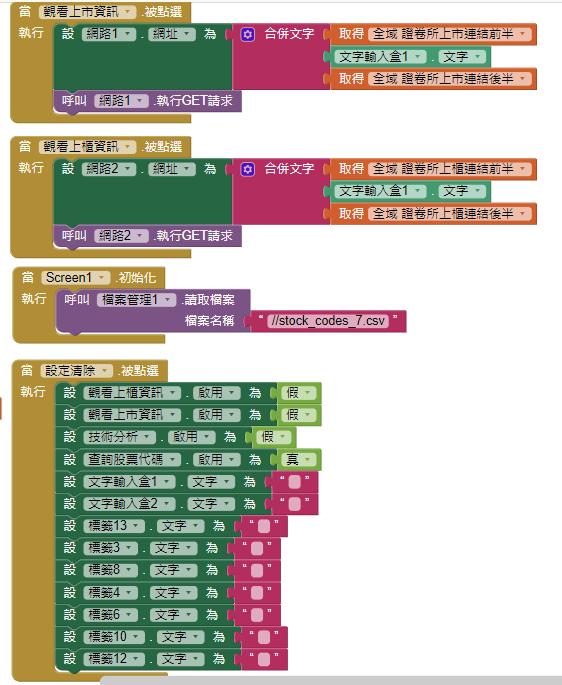 當 觀看上市資訊 .被點選
執行 設 網路1 . 網址 為 合併文字 取得 全域 證卷所上市連結前半
文字輸入盒1 . 文字
取得 全域 證卷所上市連結後半
呼叫 網路1 .執行GET請求
當 觀看上櫃資訊 .被點選
執行 設 網路2 . 網址 為 合併文字 取得 全域 證卷所上櫃連結前半
文字輸入盒1 . 文字
取得 全域 證卷所上櫃連結後半
呼叫 網路2 .執行GET請求
當 Screen1 .初始化
執行 呼叫 檔案管理1 .讀取檔案
檔案名稱 “ //stock_codes_7.csv ”
當 設定清除 .被點選
執行 設 觀看上櫃資訊 . 啟用 為 假
設 觀看上市資訊 . 啟用 為 假
設 技術分析 . 啟用 為 假
設 查詢股票代碼 . 啟用 為 真
設 文字輸入盒1 . 文字 為 “ ”
設 文字輸入盒2 . 文字 為 “ ”
設 標籤13 . 文字 為 “ ”
設 標籤3 . 文字 為 “ ”
設 標籤8 . 文字 為 “ ”
設 標籤4 . 文字 為 “ ”
設 標籤6 . 文字 為 “ ”
設 標籤10 . 文字 為 “ ”
設 標籤12 . 文字 為 “ ”